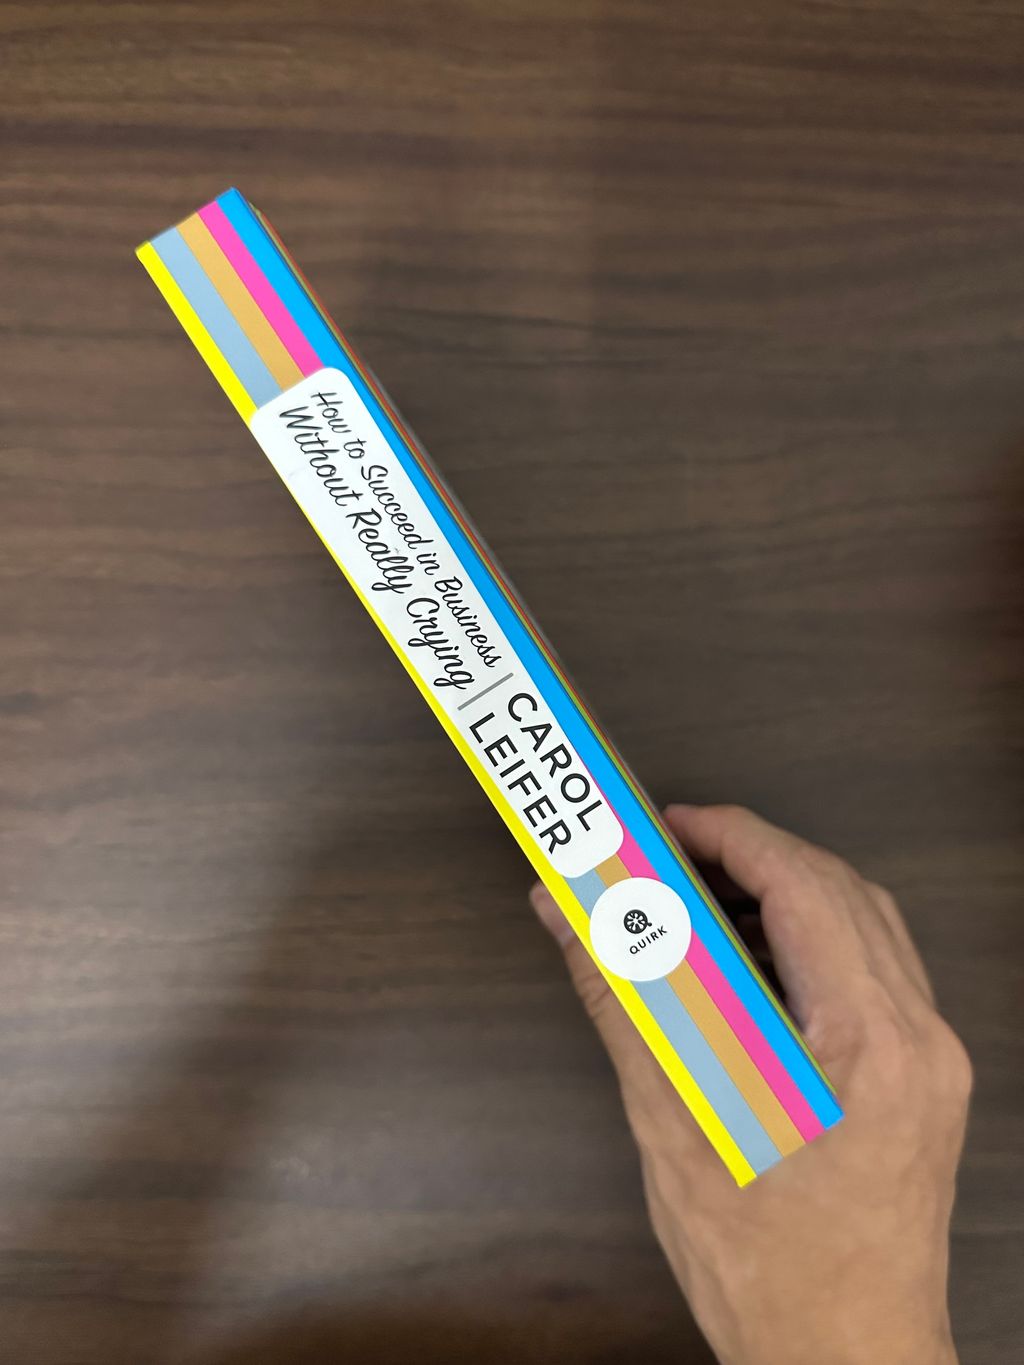 How to Succeed in Business
Without Really Crying
CAROL
LEIFER
QUIRK